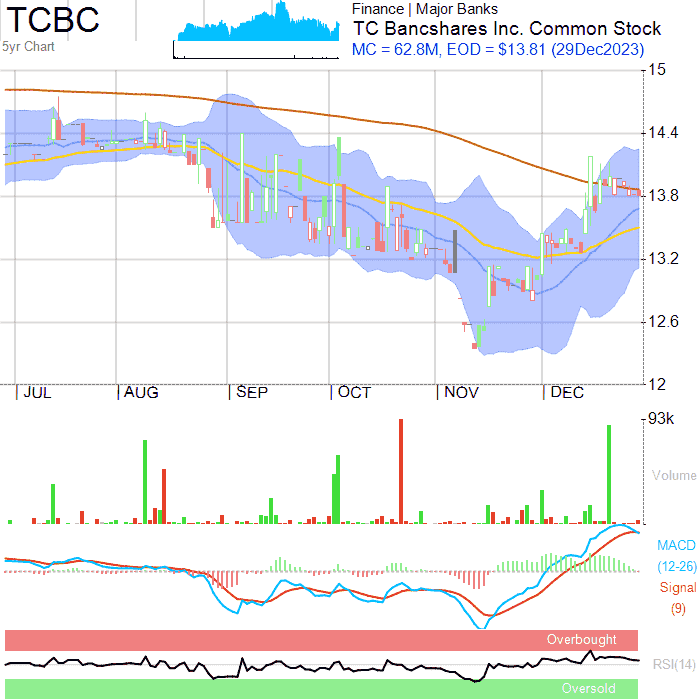 TCBC
5yr Chart
Finance | Major Banks
TC Bancshares Inc. Common Stock
MC = 62.8M, EOD = $13.81 (29Dec2023)
15
14.4
13.8
13.2
12.6
12
| JUL | AUG | SEP | OCT | NOV | DEC
93k
Volume
MACD
(12-26)
Signal
(9)
Overbought
RSI(14)
Oversold